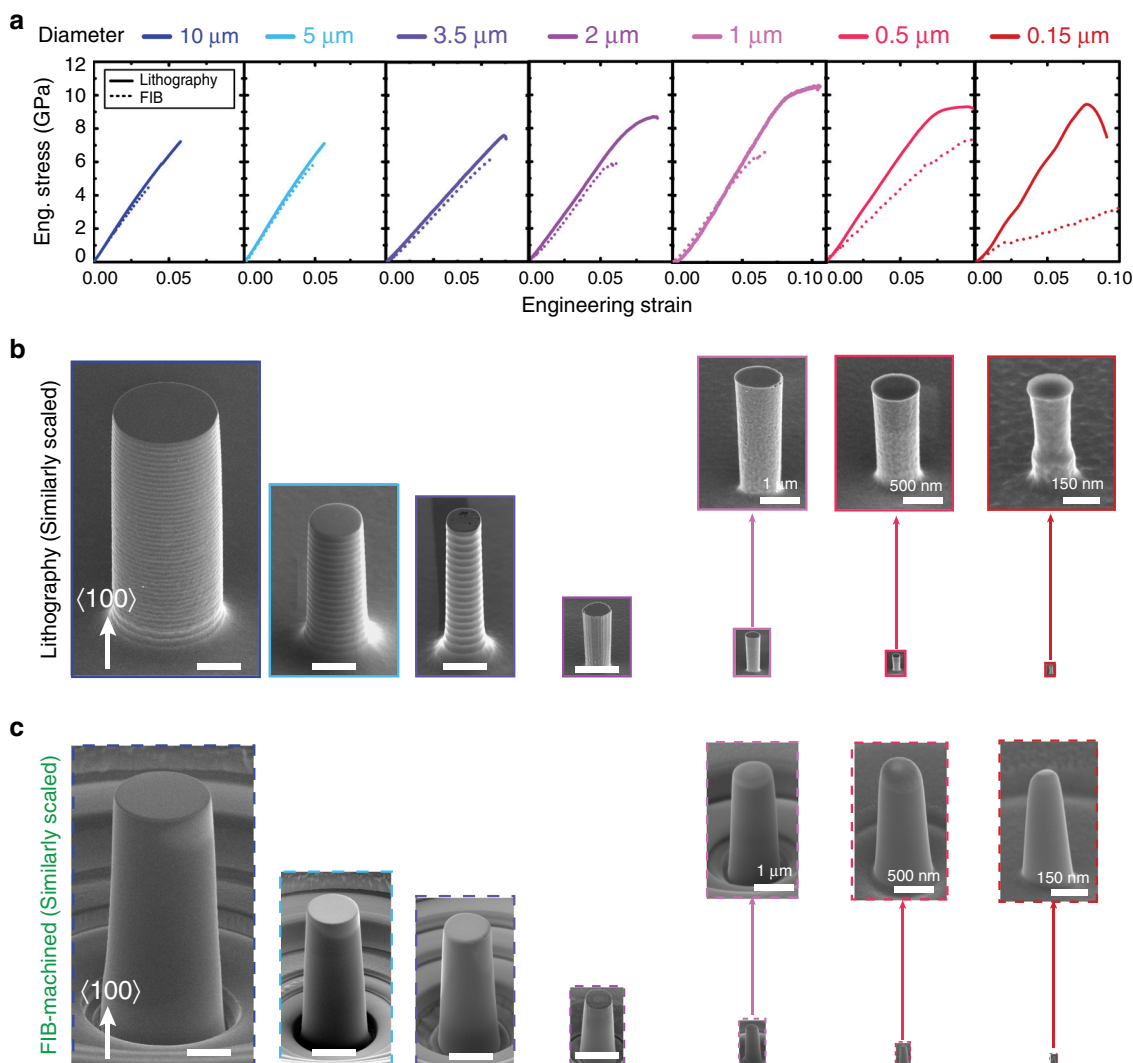 a
Diameter 10 μm 5 μm 3.5 μm 2 μm 1 μm 0.5 μm 0.15 μm
Lithography
FIB
Eng. stress (GPa)
12
10
8
6
4
2
0
0.00 0.05 0.00 0.05 0.00 0.05 0.00 0.05 0.00 0.05 0.00 0.05 0.00 0.05 0.10
Engineering strain
b
Lithography (Similarly scaled)
⟨100⟩
1 μm
500 nm
150 nm
c
FIB-machined (Similarly scaled)
⟨100⟩
1 μm
500 nm
150 nm